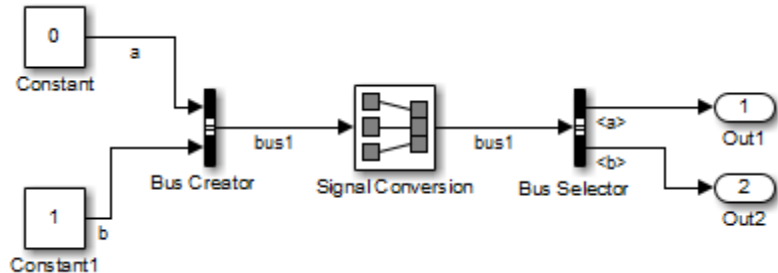 0
a
Constant
1
b
Constant1
Bus Creator
bus1
Signal Conversion
bus1
Bus Selector
<a>
<b>
1
Out1
2
Out2